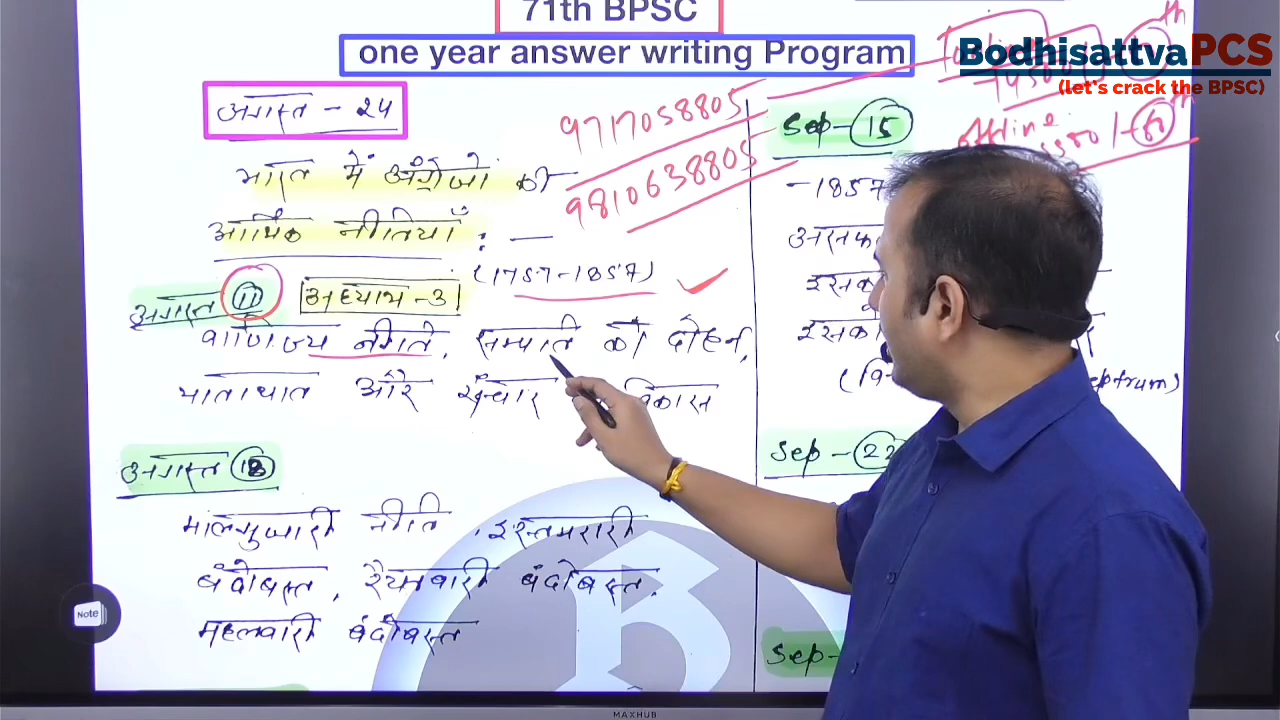 71th BPSC
one year answer writing Program
BodhisattvaPCS
(let's crack the BPSC)
अगस्त - 24
9717058805
9810638805
भारत में अंग्रेजो की
आर्थिक नीतियाँ : —
(1757-1857)
अगस्त 11 अध्याय - 3
वाणिज्य नीति, सम्पति का दोहन,
यातायात और संचार विकास
अगस्त 18
मालगुजारी नीति, इस्तमरारी
बंदोबस्त, रैयतवारी बंदोबस्त,
महलवारी बंदोबस्त
Note
offline
Sep - 15
- 1857
Sep - 22
Sep -
MAXHUB